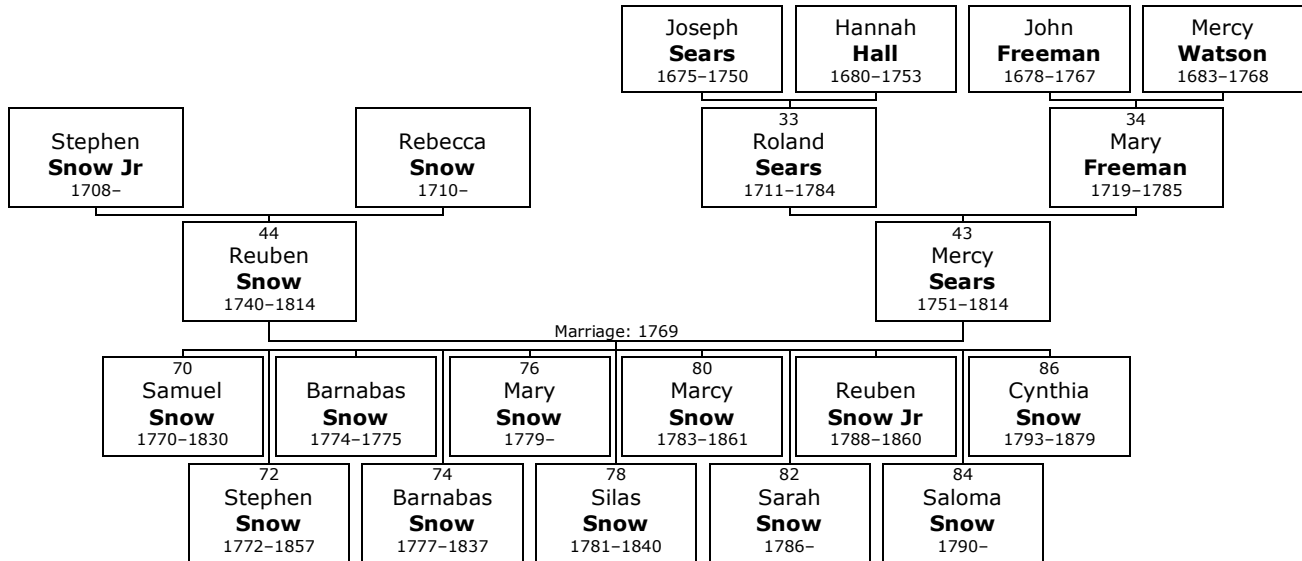 Joseph
Sears
1675–1750
Hannah
Hall
1680–1753
John
Freeman
1678–1767
Mercy
Watson
1683–1768
Stephen
Snow Jr
1708–
Rebecca
Snow
1710–
33
Roland
Sears
1711–1784
34
Mary
Freeman
1719–1785
44
Reuben
Snow
1740–1814
43
Mercy
Sears
1751–1814
Marriage: 1769
70
Samuel
Snow
1770–1830
Barnabas
Snow
1774–1775
76
Mary
Snow
1779–
80
Marcy
Snow
1783–1861
Reuben
Snow Jr
1788–1860
86
Cynthia
Snow
1793–1879
72
Stephen
Snow
1772–1857
74
Barnabas
Snow
1777–1837
78
Silas
Snow
1781–1840
82
Sarah
Snow
1786–
84
Saloma
Snow
1790–